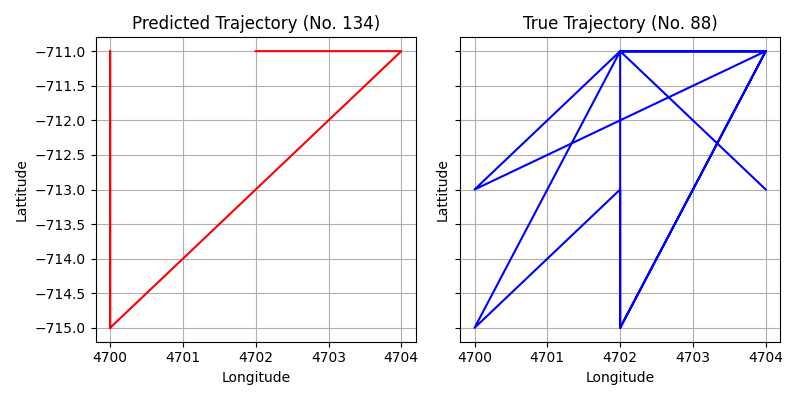 Predicted Trajectory (No. 134)
True Trajectory (No. 88)
−711.0
−711.5
−712.0
−712.5
−713.0
−713.5
−714.0
−714.5
−715.0
Lattitude
Lattitude
4700 4701 4702 4703 4704
4700 4701 4702 4703 4704
Longitude
Longitude